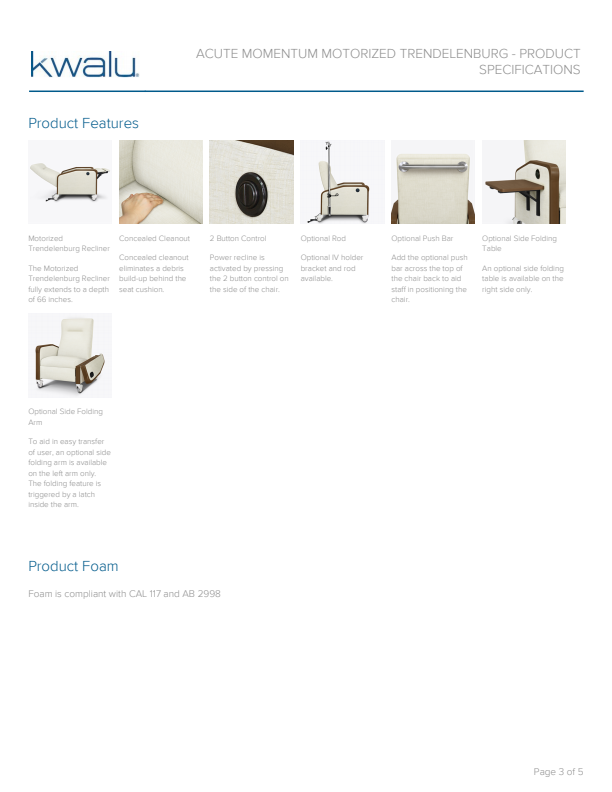 kwalu
ACUTE MOMENTUM MOTORIZED TRENDELENBURG - PRODUCT
SPECIFICATIONS
Product Features
Motorized
Trendelenburg Recliner
The Motorized
Trendelenburg Recliner
fully extends to a depth
of 66 inches.
Concealed Cleanout
Concealed cleanout
eliminates a debris
build-up behind the
seat cushion.
2 Button Control
Power recline is
activated by pressing
the 2 button control on
the side of the chair.
Optional Rod
Optional IV holder
bracket and rod
available.
Optional Push Bar
Add the optional push
bar across the top of
the chair back to aid
staff in positioning the
chair.
Optional Side Folding
Table
An optional side folding
table is available on the
right side only.
Optional Side Folding
Arm
To aid in easy transfer
of user, an optional side
folding arm is available
on the left arm only.
The folding feature is
triggered by a latch
inside the arm.
Product Foam
Foam is compliant with CAL 117 and AB 2998
Page 3 of 5